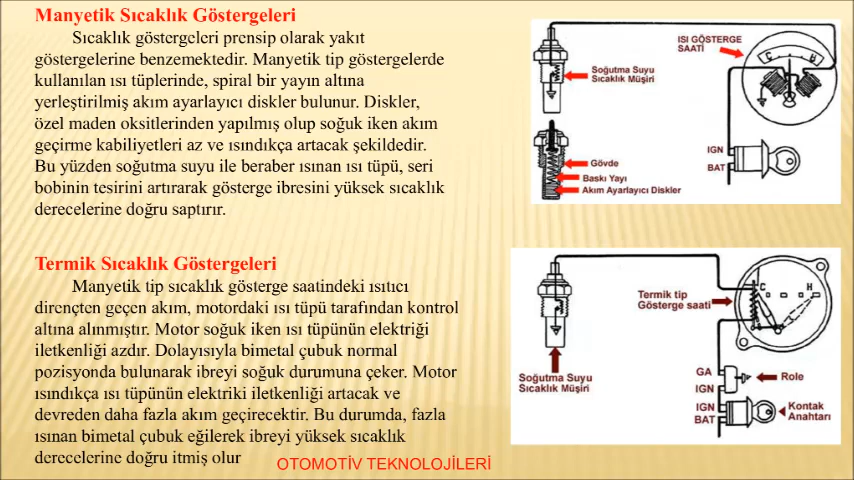 Manyetik Sıcaklık Göstergeleri
Sıcaklık göstergeleri prensip olarak yakıt
göstergelerine benzemektedir. Manyetik tip göstergelerde
kullanılan ısı tüplerinde, spiral bir yayın altına
yerleştirilmiş akım ayarlayıcı diskler bulunur. Diskler,
özel maden oksitlerinden yapılmış olup soğuk iken akım
geçirme kabiliyetleri az ve ısındıkça artacak şekildedir.
Bu yüzden soğutma suyu ile beraber ısınan ısı tüpü, seri
bobinin tesirini artırarak gösterge ibresini yüksek sıcaklık
derecelerine doğru saptırır.
Termik Sıcaklık Göstergeleri
Manyetik tip sıcaklık gösterge saatindeki ısıtıcı
dirençten geçen akım, motordaki ısı tüpü tarafından kontrol
altına alınmıştır. Motor soğuk iken ısı tüpünün elektriği
iletkenliği azdır. Dolayısıyla bimetal çubuk normal
pozisyonda bulunarak ibreyi soğuk durumuna çeker. Motor
ısındıkça ısı tüpünün elektriki iletkenliği artacak ve
devreden daha fazla akım geçirecektir. Bu durumda, fazla
ısınan bimetal çubuk eğilerek ibreyi yüksek sıcaklık
derecelerine doğru itmiş olur
OTOMOTİV TEKNOLOJİLERİ
ISI GÖSTERGE
SAATİ
C H
Soğutma Suyu
Sıcaklık Müşiri
Gövde
Baskı Yayı
Akım Ayarlayıcı Diskler
IGN
BAT
Termik tip
Gösterge saati
C H
Soğutma Suyu
Sıcaklık Müşiri
GA
IGN
Role
IGN
BAT
Kontak
Anahtarı